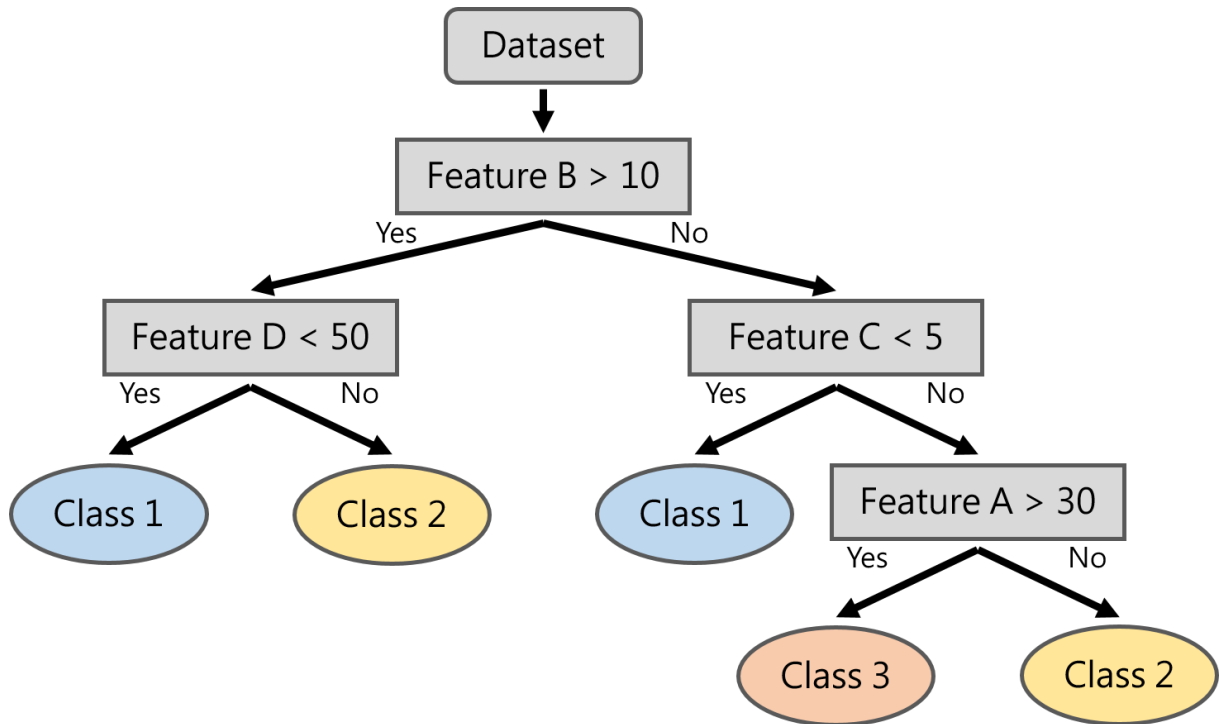 Dataset
Feature B > 10
Yes
No
Feature D < 50
Feature C < 5
Yes
No
Yes
No
Class 1
Class 2
Class 1
Feature A > 30
Yes
No
Class 3
Class 2